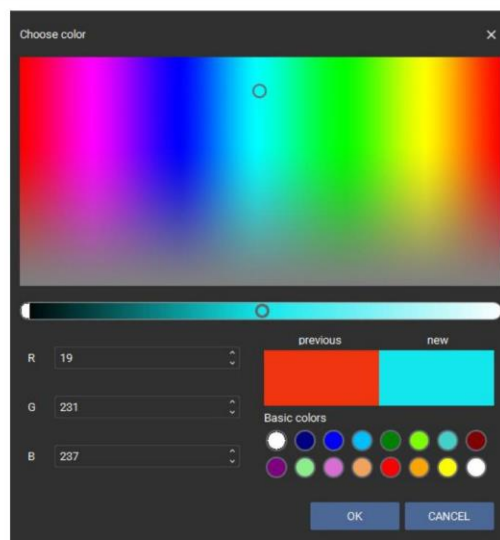 Choose color
previous new
R 19
G 231
Basic colors
B 237
OK CANCEL